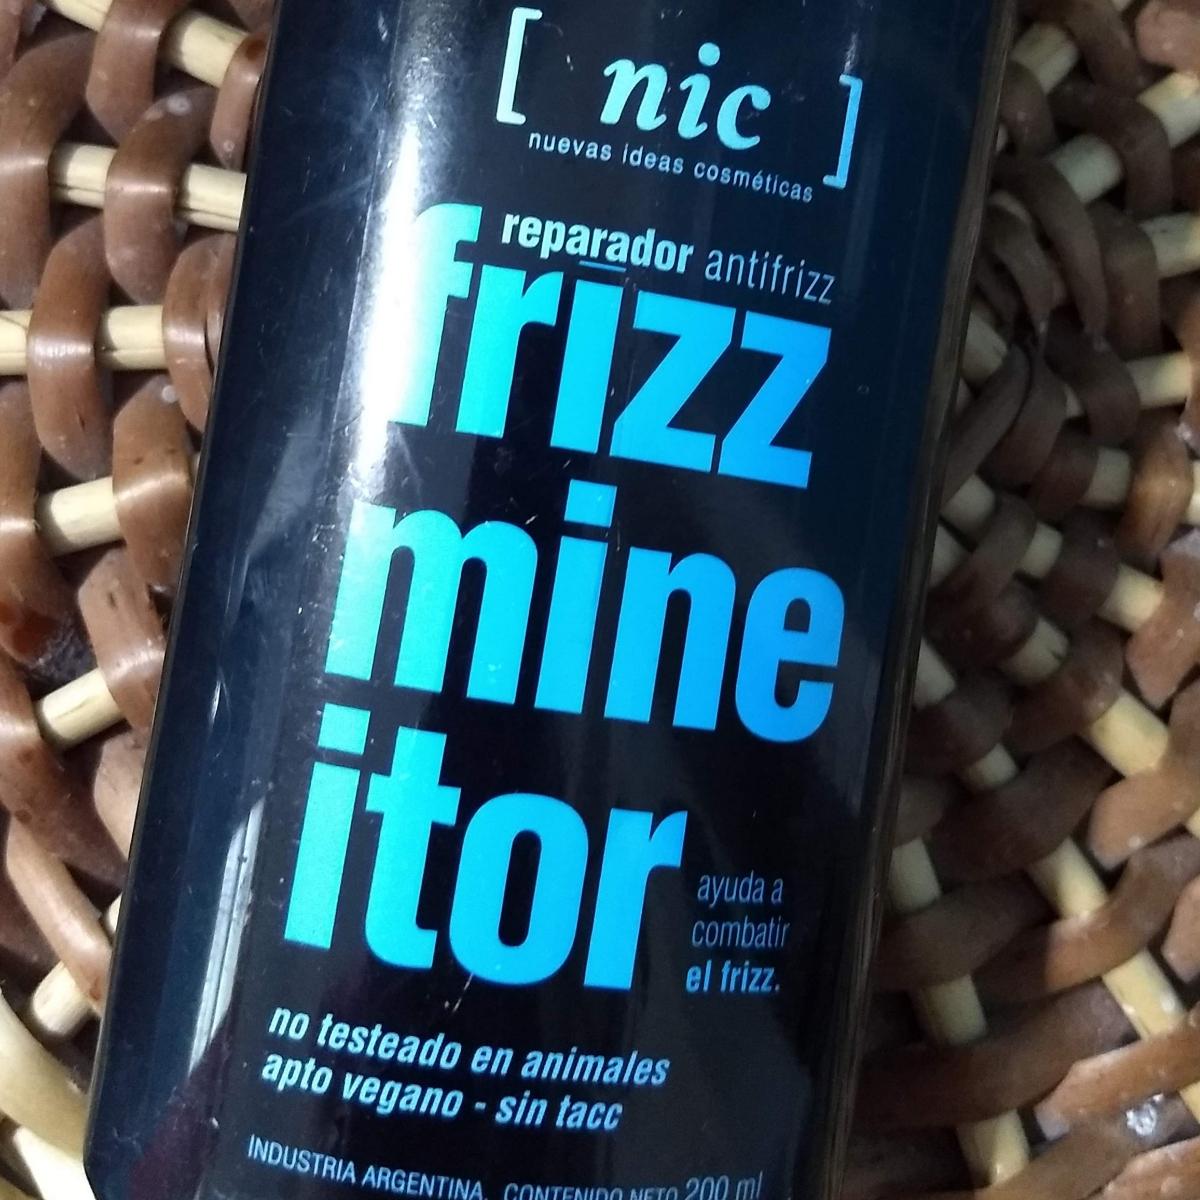 [ nic ]
nuevas ideas cosméticas
reparador antifrizz
frizz
mine
itor
ayuda a
combatir
el frizz.
no testeado en animales
apto vegano - sin tacc
INDUSTRIA ARGENTINA. CONTENIDO NETO 200 ml